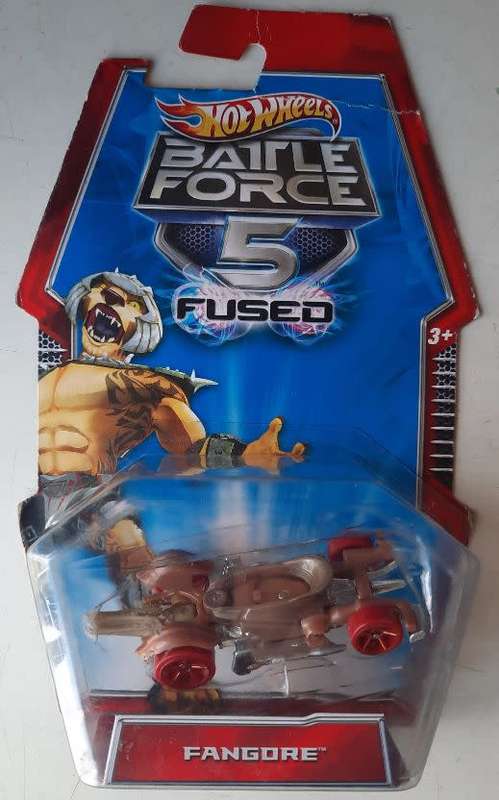 HOT WHEELS
BATTLE
FORCE
5
FUSED
3+
FANGORE™